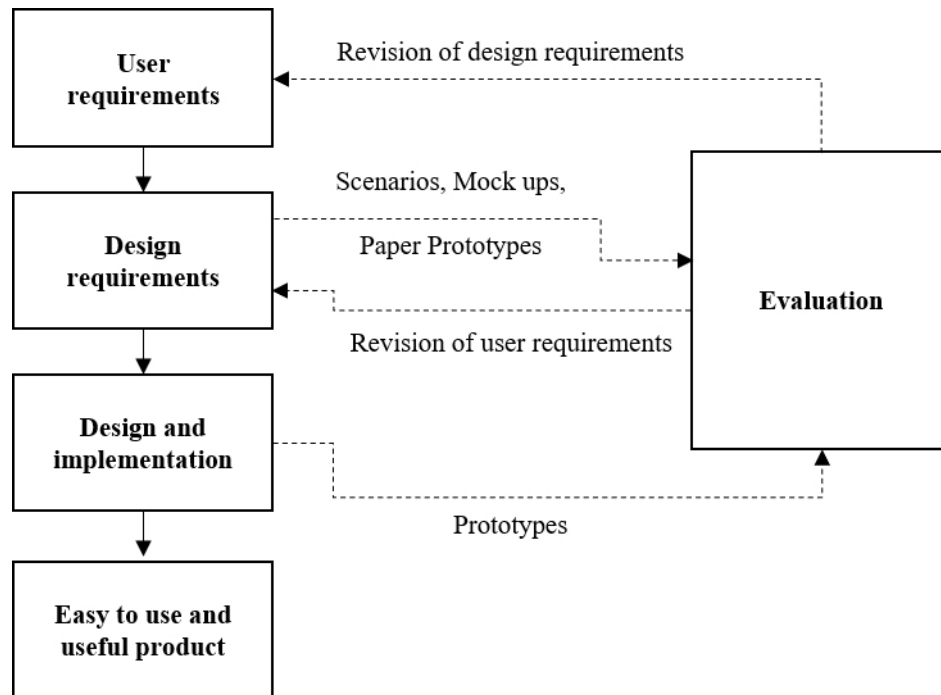 User
requirements
Revision of design requirements
Scenarios, Mock ups,
Paper Prototypes
Design
requirements
Evaluation
Revision of user requirements
Design and
implementation
Prototypes
Easy to use and
useful product